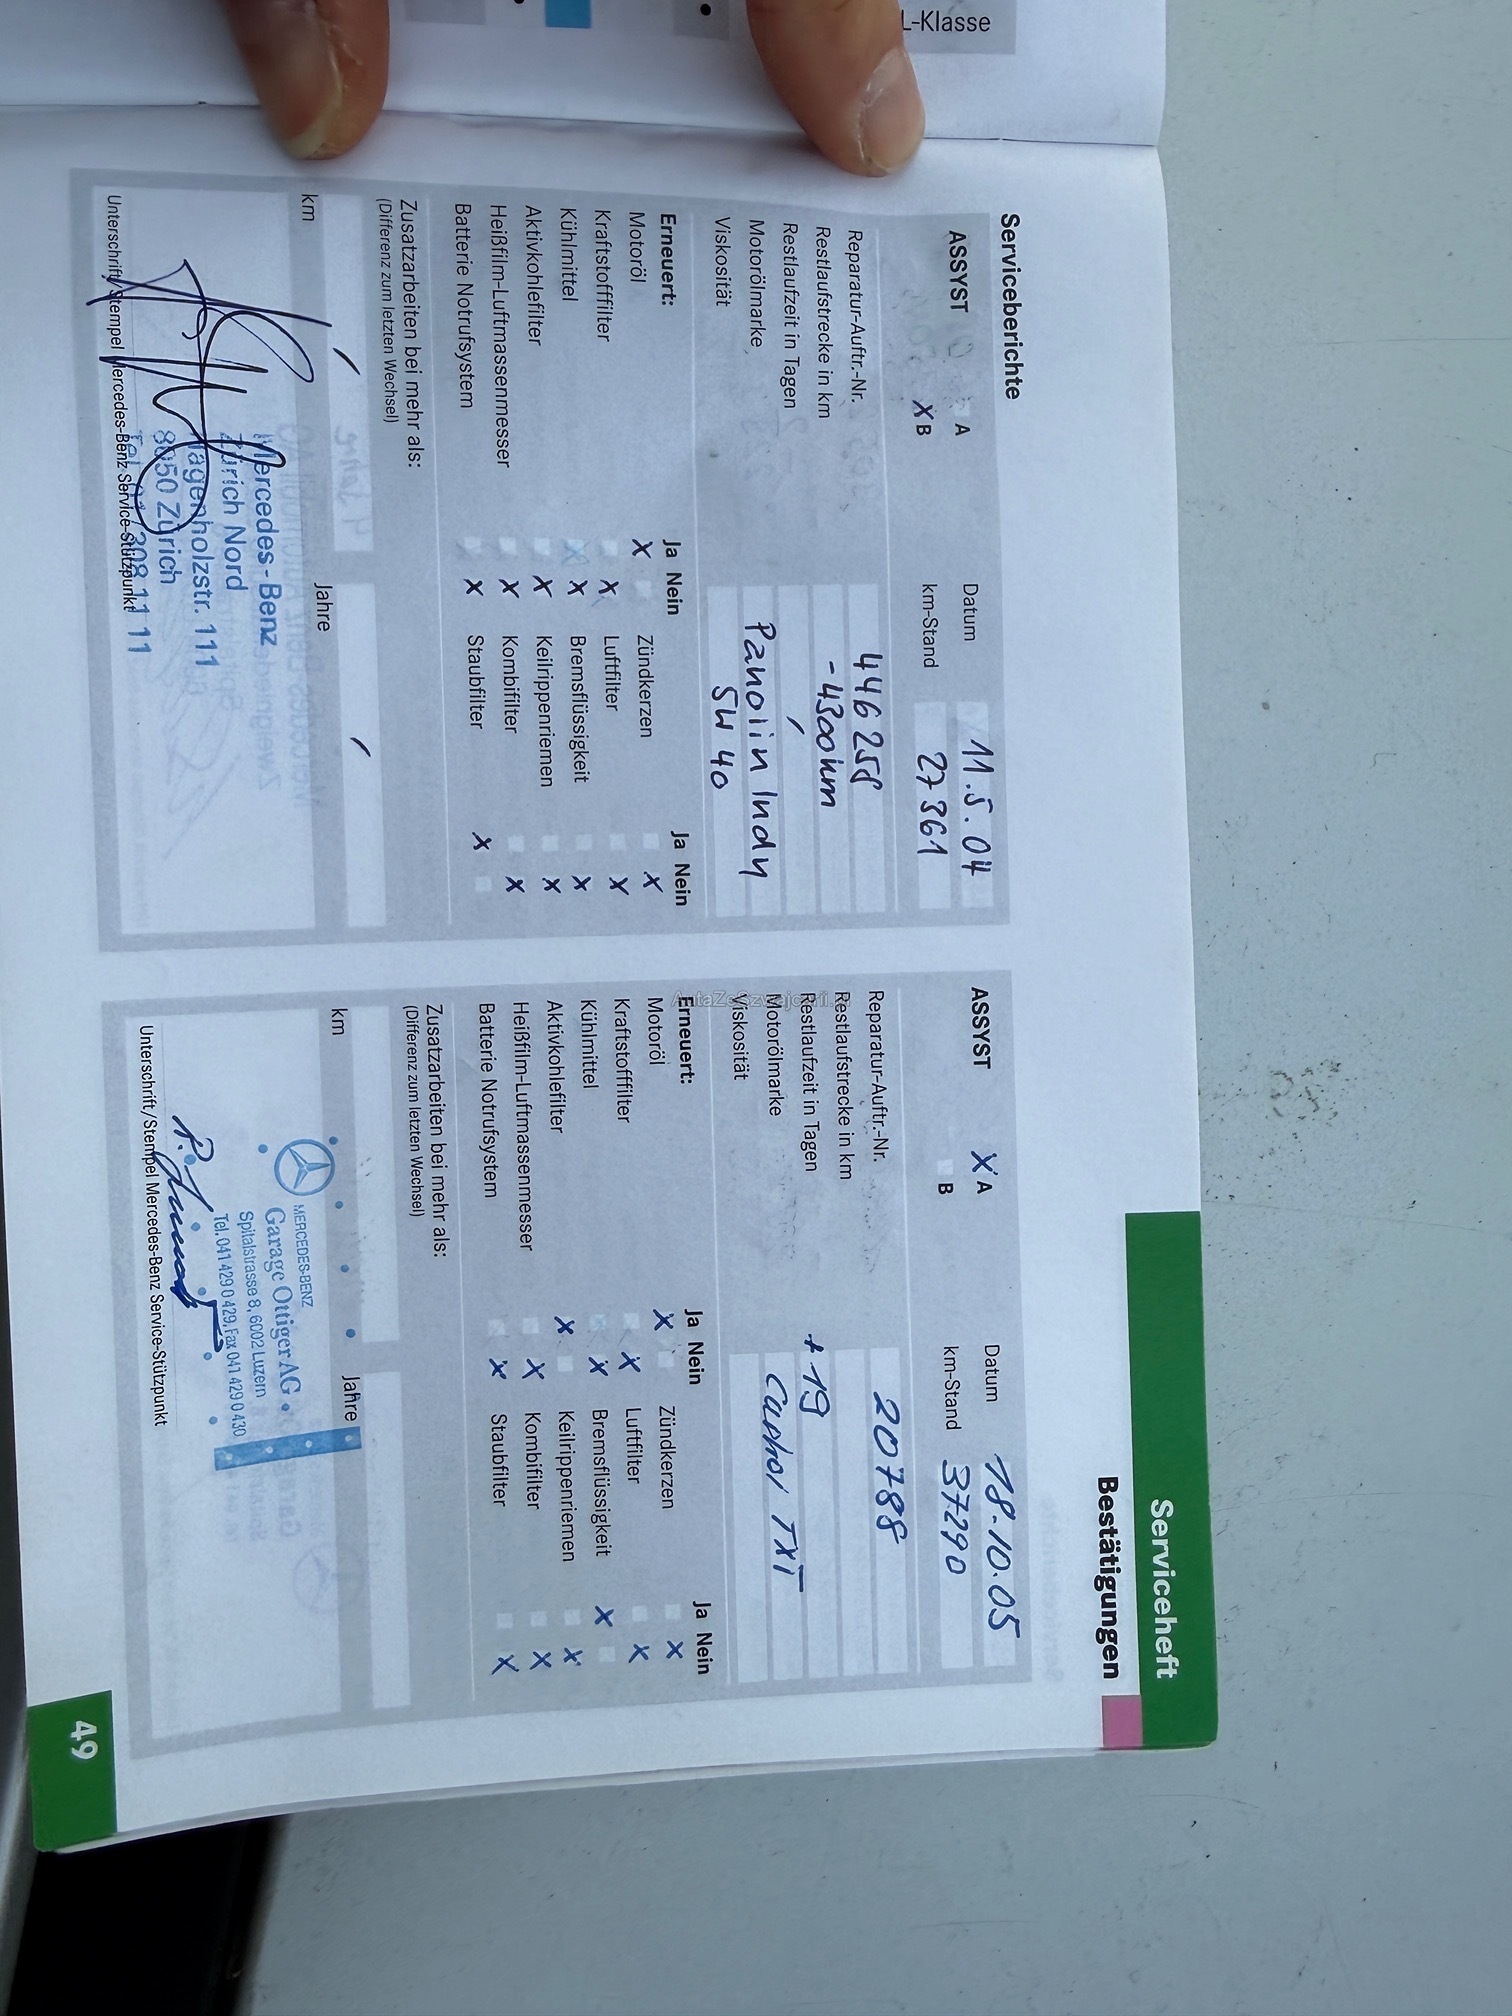 L-Klasse
Serviceheft
Bestätigungen
Serviceberichte
ASSYST
A
X B
Datum 11.5.04
km-Stand 27361
Reparatur-Auftr.-Nr. 446258
Restlaufstrecke in km -4300km
Restlaufzeit in Tagen
Motorölmarke Panolin Indy
Viskosität 5W40
Erneuert: Ja Nein Ja Nein
Motoröl X Zündkerzen X
Kraftstofffilter X Luftfilter X
Kühlmittel X Bremsflüssigkeit X
Aktivkohlefilter X Keilrippenriemen X
Heißfilm-Luftmassenmesser X Kombifilter X
Batterie Notrufsystem X Staubfilter X
Zusatzarbeiten bei mehr als:
(Differenz zum letzten Wechsel)
km Jahre
Mercedes-Benz
Zürich Nord
Hagenholzstr. 111
8050 Zürich
Unterschrift/Stempel Mercedes-Benz Service-Stützpunkt
ASSYST
X A
B
Datum 18.10.05
km-Stand 37290
Reparatur-Auftr.-Nr. 20788
Restlaufstrecke in km
Restlaufzeit in Tagen +19
Motorölmarke
Viskosität
Erneuert: Ja Nein Ja Nein
Motoröl X Zündkerzen X
Kraftstofffilter X Luftfilter X
Kühlmittel X Bremsflüssigkeit X
Aktivkohlefilter X Keilrippenriemen X
Heißfilm-Luftmassenmesser X Kombifilter X
Batterie Notrufsystem X Staubfilter X
Zusatzarbeiten bei mehr als:
(Differenz zum letzten Wechsel)
km Jahre
MERCEDES-BENZ
Garage Ottiger AG
Spitalstrasse 8, 6002 Luzern
Tel. 041 429 0 429, Fax 041 429 0 430
Unterschrift/Stempel Mercedes-Benz Service-Stützpunkt
49